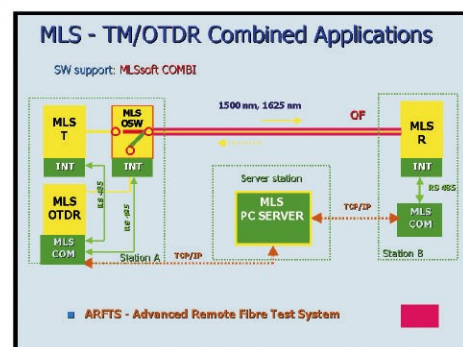 MLS - TM/OTDR Combined Applications
SW support: MLSsoft COMBI
MLS
T
INT
MLS
OSW
INT
1500 nm, 1625 nm
OF
MLS
R
INT
MLS
OTDR
MLS
COM
RS 485
RS 485
Station A
TCP/IP
Server station
MLS
PC SERVER
TCP/IP
RS 485
MLS
COM
Station B
ARFTS - Advanced Remote Fibre Test System